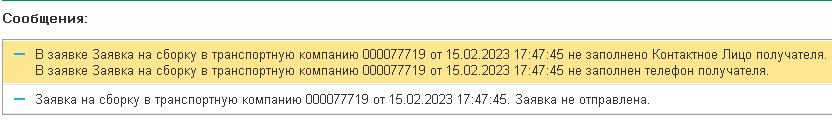 Сообщения:
В заявке Заявка на сборку в транспортную компанию 000077719 от 15.02.2023 17:47:45 не заполнено Контактное Лицо получателя.
В заявке Заявка на сборку в транспортную компанию 000077719 от 15.02.2023 17:47:45 не заполнен телефон получателя.
Заявка на сборку в транспортную компанию 000077719 от 15.02.2023 17:47:45. Заявка не отправлена.